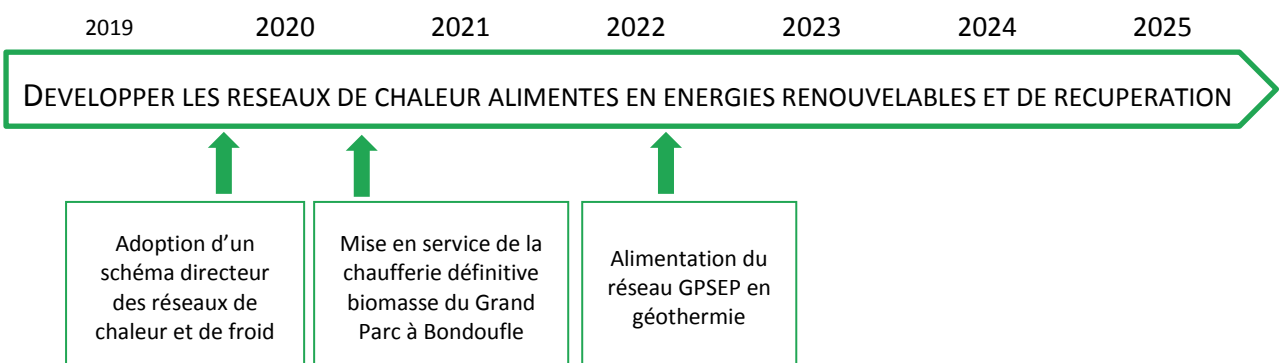 2019 2020 2021 2022 2023 2024 2025
DEVELOPPER LES RESEAUX DE CHALEUR ALIMENTES EN ENERGIES RENOUVELABLES ET DE RECUPERATION
Adoption d’un
schéma directeur
des réseaux de
chaleur et de froid
Mise en service de la
chaufferie définitive
biomasse du Grand
Parc à Bondoufle
Alimentation du
réseau GPSEP en
géothermie